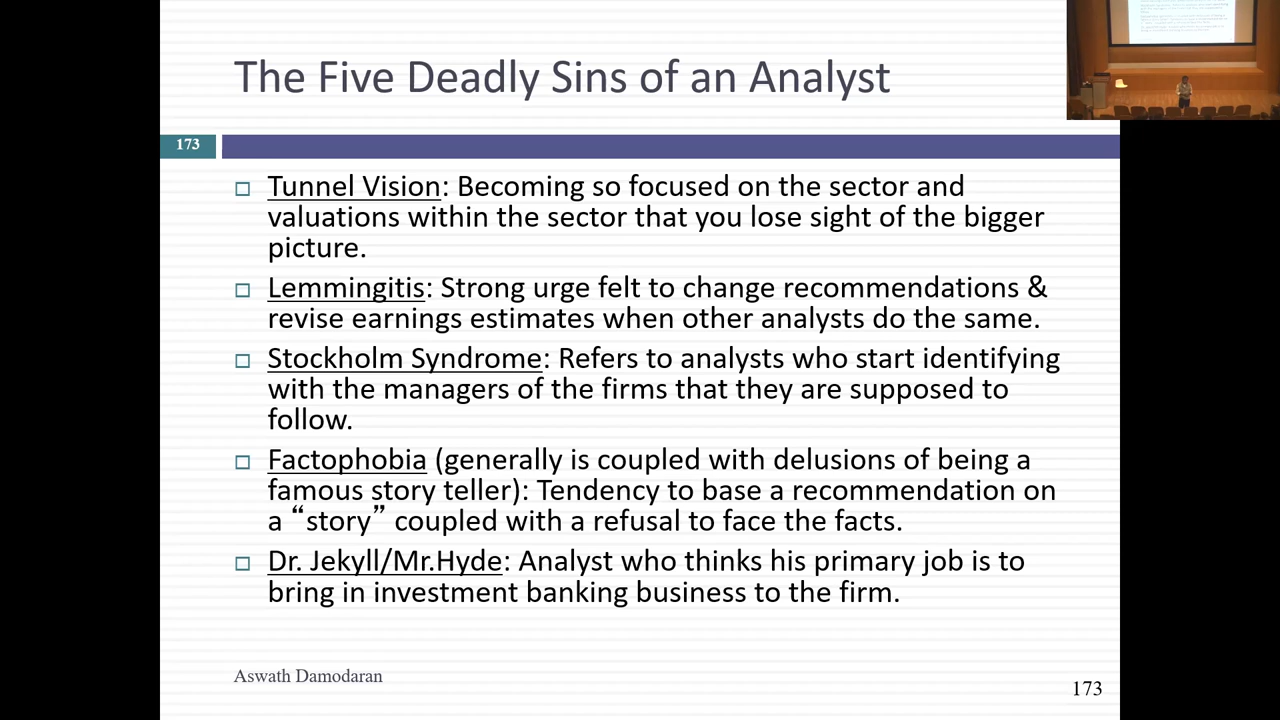 The Five Deadly Sins of an Analyst
173
Tunnel Vision: Becoming so focused on the sector and
valuations within the sector that you lose sight of the bigger
picture.
Lemmingitis: Strong urge felt to change recommendations &
revise earnings estimates when other analysts do the same.
Stockholm Syndrome: Refers to analysts who start identifying
with the managers of the firms that they are supposed to
follow.
Factophobia (generally is coupled with delusions of being a
famous story teller): Tendency to base a recommendation on
a “story” coupled with a refusal to face the facts.
Dr. Jekyll/Mr.Hyde: Analyst who thinks his primary job is to
bring in investment banking business to the firm.
Aswath Damodaran
173